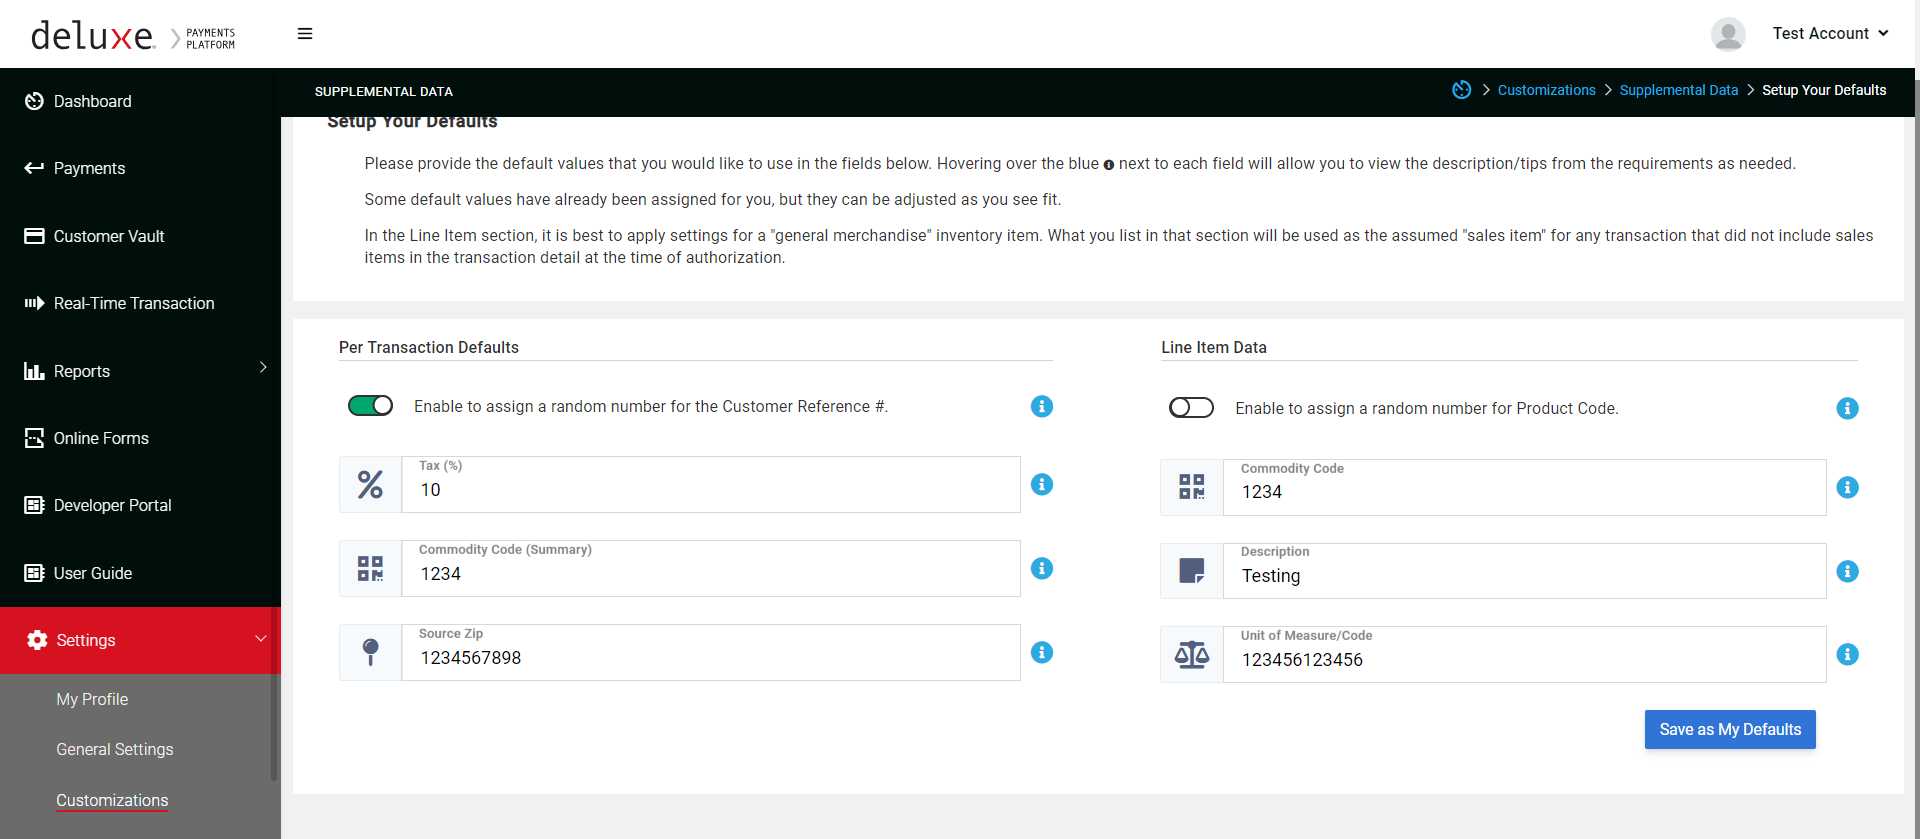 deluxe. PAYMENTS PLATFORM
Test Account
Dashboard
Payments
Customer Vault
Real-Time Transaction
Reports
Online Forms
Developer Portal
User Guide
Settings
My Profile
General Settings
Customizations
SUPPLEMENTAL DATA
Customizations > Supplemental Data > Setup Your Defaults
Setup Your Defaults
Please provide the default values that you would like to use in the fields below. Hovering over the blue i next to each field will allow you to view the description/tips from the requirements as needed.
Some default values have already been assigned for you, but they can be adjusted as you see fit.
In the Line Item section, it is best to apply settings for a "general merchandise" inventory item. What you list in that section will be used as the assumed "sales item" for any transaction that did not include sales
items in the transaction detail at the time of authorization.
Per Transaction Defaults
Enable to assign a random number for the Customer Reference #.
Tax (%)
10
Commodity Code (Summary)
1234
Source Zip
1234567898
Line Item Data
Enable to assign a random number for Product Code.
Commodity Code
1234
Description
Testing
Unit of Measure/Code
123456123456
Save as My Defaults